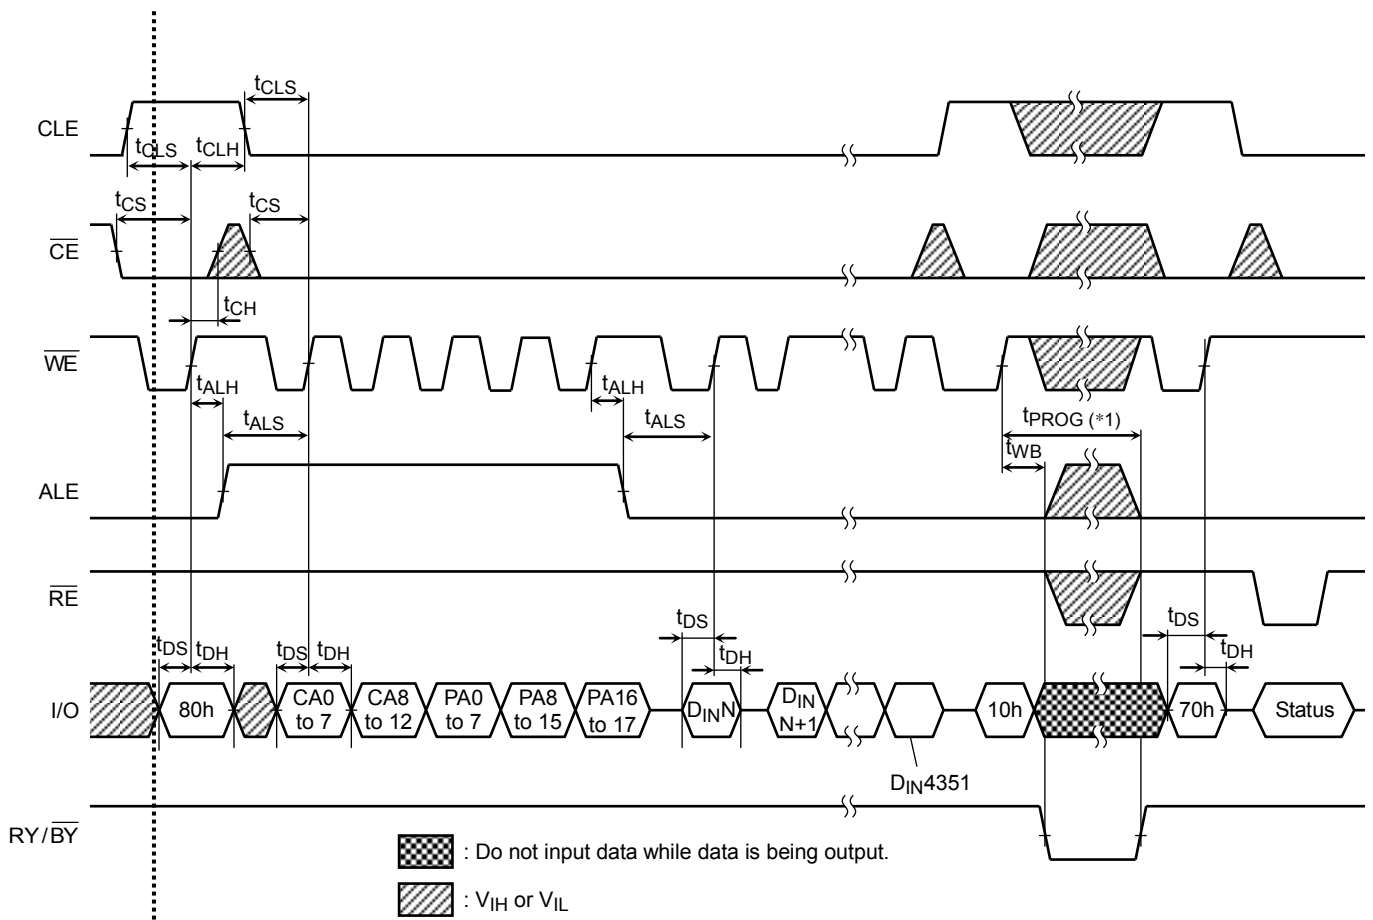 tCLS
CLE
tCLS tCLH
tCS tCS
CE
tCH
WE
tALH tALH
tALS tALS tPROG (*1)
tWB
ALE
RE
tDS tDH tDS tDH tDS tDH tDS tDH
I/O 80h CA0 to 7 CA8 to 12 PA0 to 7 PA8 to 15 PA16 to 17 DINN DIN N+1 10h 70h Status
DIN4351
RY/BY
: Do not input data while data is being output.
: VIH or VIL